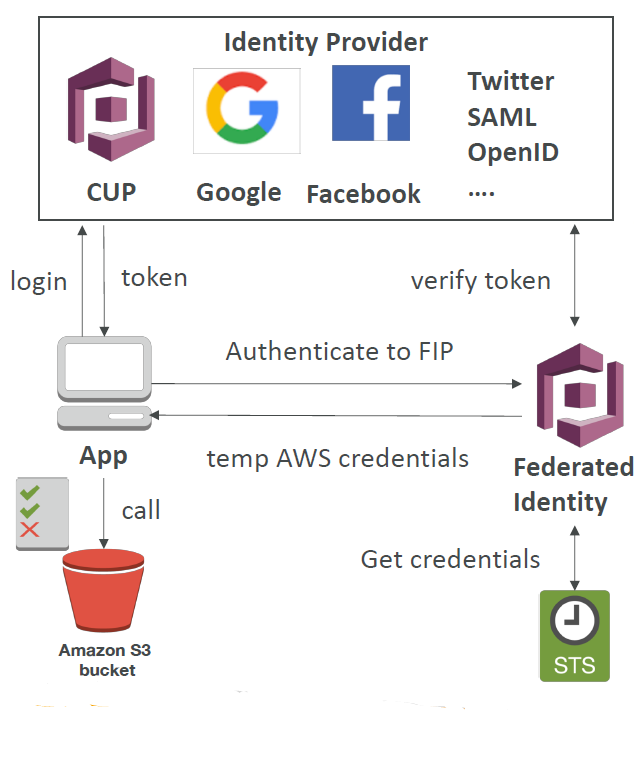 Identity Provider
Twitter
SAML
OpenID
....
CUP
Google
Facebook
login
token
verify token
Authenticate to FIP
App
temp AWS credentials
Federated
Identity
call
Get credentials
Amazon S3
bucket
STS